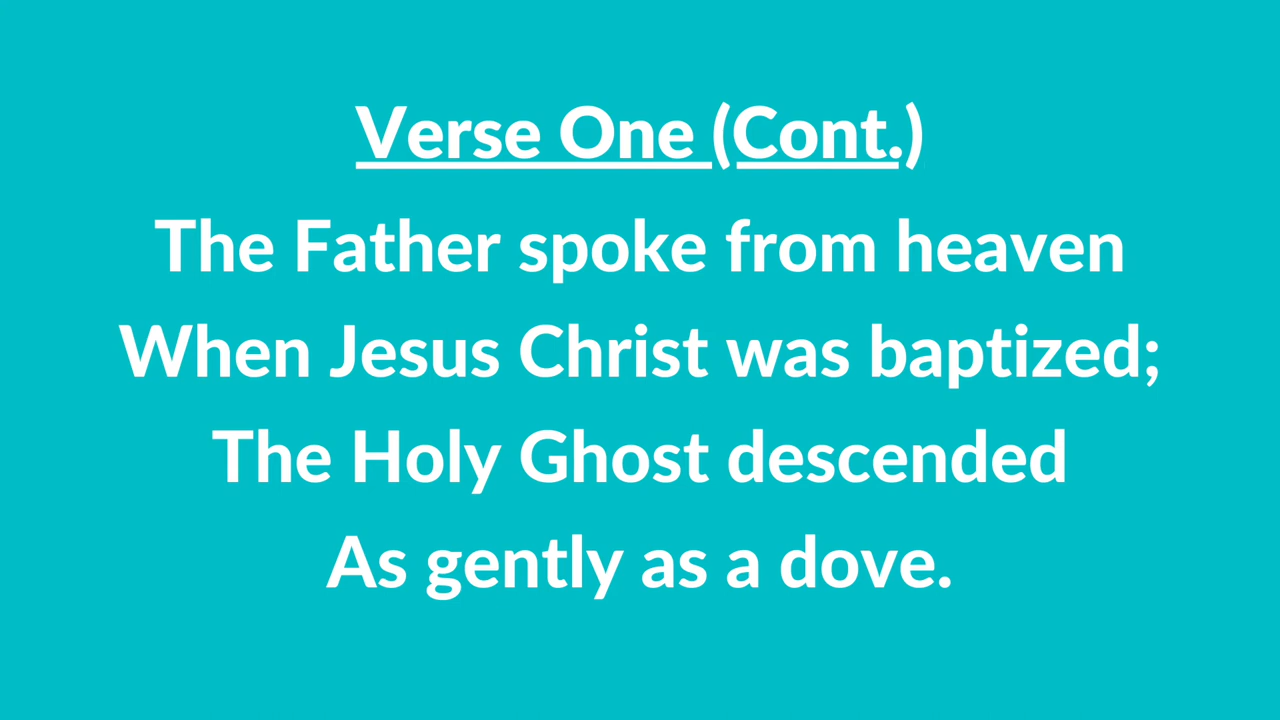 Verse One (Cont.)
The Father spoke from heaven
When Jesus Christ was baptized;
The Holy Ghost descended
As gently as a dove.